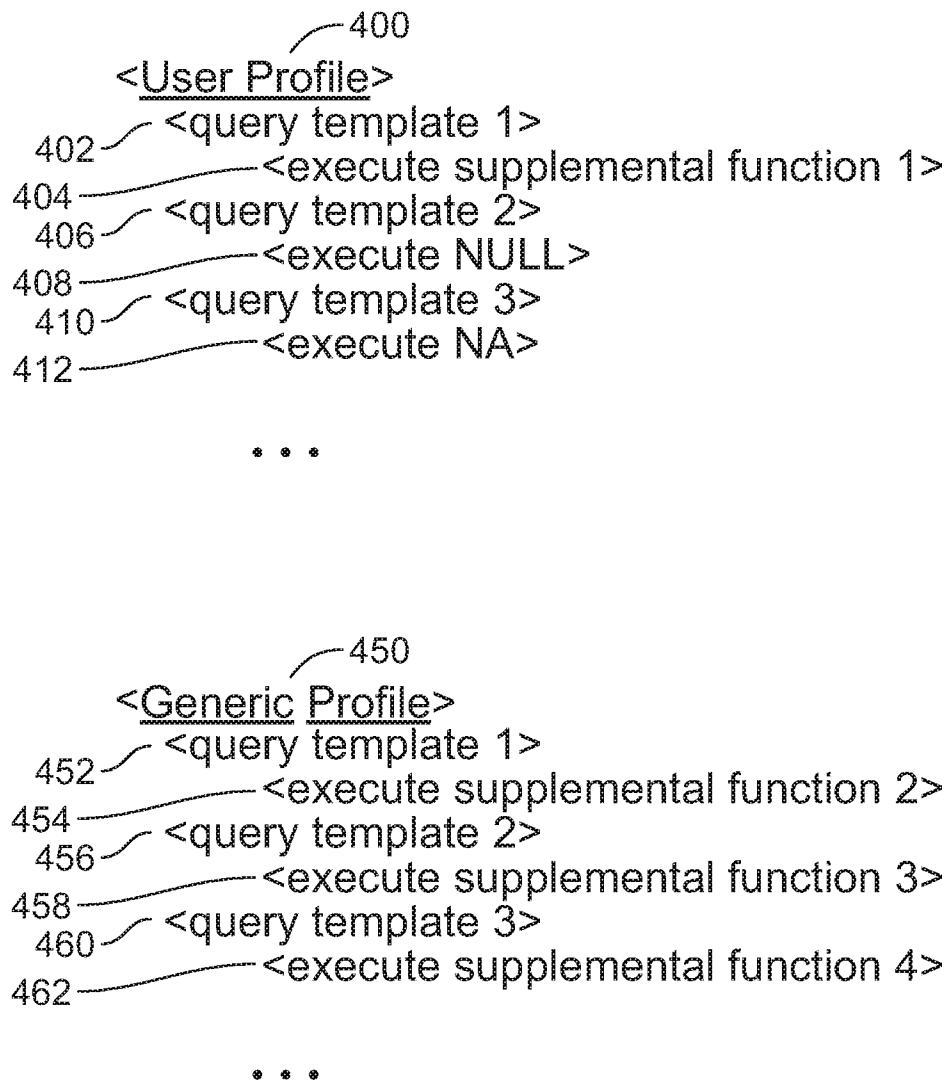 400
<User Profile>
402 <query template 1>
404 <execute supplemental function 1>
406 <query template 2>
408 <execute NULL>
410 <query template 3>
412 <execute NA>
...
450
<Generic Profile>
452 <query template 1>
454 <execute supplemental function 2>
456 <query template 2>
458 <execute supplemental function 3>
460 <query template 3>
462 <execute supplemental function 4>
...